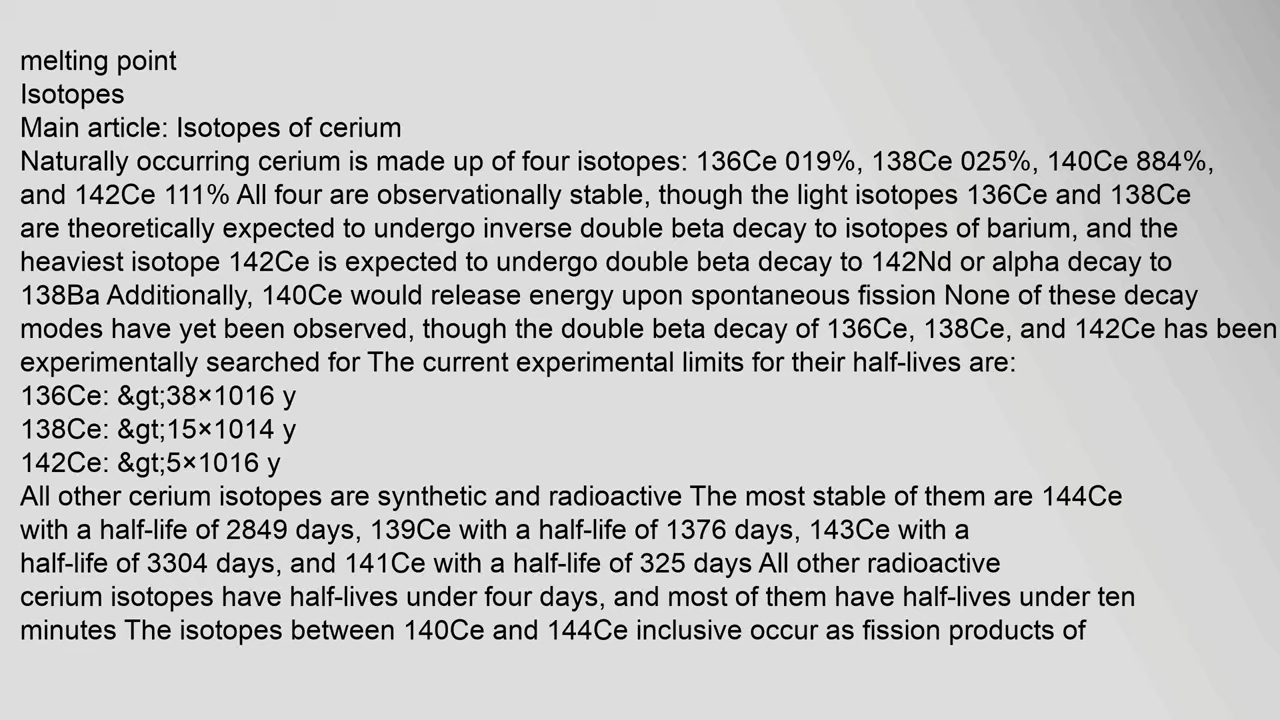 melting point
Isotopes
Main article: Isotopes of cerium
Naturally occurring cerium is made up of four isotopes: 136Ce 019%, 138Ce 025%, 140Ce 884%,
and 142Ce 111% All four are observationally stable, though the light isotopes 136Ce and 138Ce
are theoretically expected to undergo inverse double beta decay to isotopes of barium, and the
heaviest isotope 142Ce is expected to undergo double beta decay to 142Nd or alpha decay to
138Ba Additionally, 140Ce would release energy upon spontaneous fission None of these decay
modes have yet been observed, though the double beta decay of 136Ce, 138Ce, and 142Ce has been
experimentally searched for The current experimental limits for their half-lives are:
136Ce: &gt;38×1016 y
138Ce: &gt;15×1014 y
142Ce: &gt;5×1016 y
All other cerium isotopes are synthetic and radioactive The most stable of them are 144Ce
with a half-life of 2849 days, 139Ce with a half-life of 1376 days, 143Ce with a
half-life of 3304 days, and 141Ce with a half-life of 325 days All other radioactive
cerium isotopes have half-lives under four days, and most of them have half-lives under ten
minutes The isotopes between 140Ce and 144Ce inclusive occur as fission products of